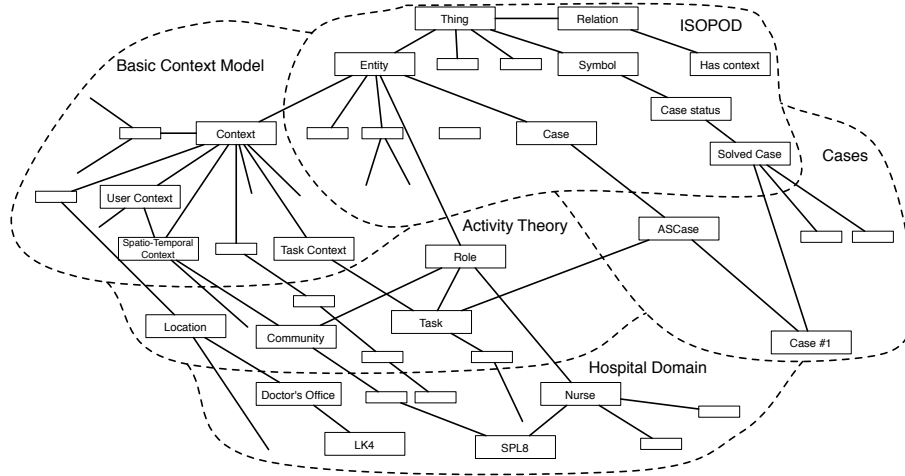 Thing
Relation
ISOPOD
Basic Context Model
Entity
Symbol
Has context
Case status
Context
Case
Solved Case
Cases
User Context
Activity Theory
ASCase
Spatio-Temporal
Context
Task Context
Role
Location
Community
Task
Case #1
Hospital Domain
Doctor's Office
Nurse
LK4
SPL8